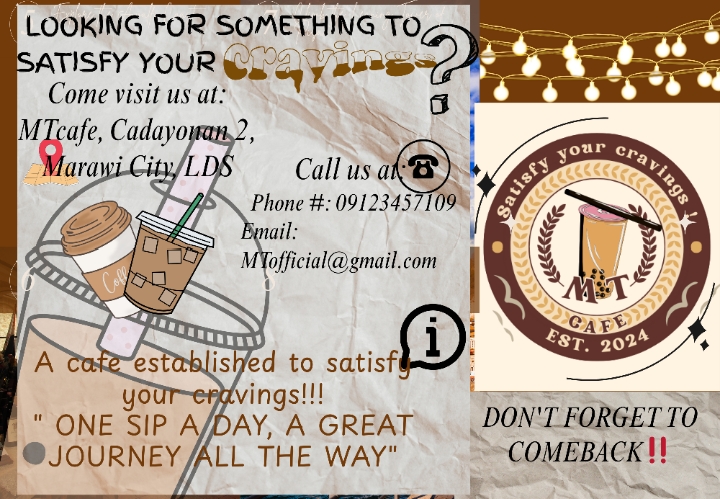 LOOKING FOR SOMETHING TO
SATISFY YOUR Cravings?
Come visit us at:
MTcafe, Cadayonan 2,
Marawi City, LDS
Call us at:
Phone #: 09123457109
Email:
MTofficial@gmail.com
Coffee
i
A cafe established to satisfy
your cravings!!!
" ONE SIP A DAY, A GREAT
JOURNEY ALL THE WAY"
Satisfy your cravings!
MT
CAFE
EST. 2024
DON'T FORGET TO
COMEBACK‼️